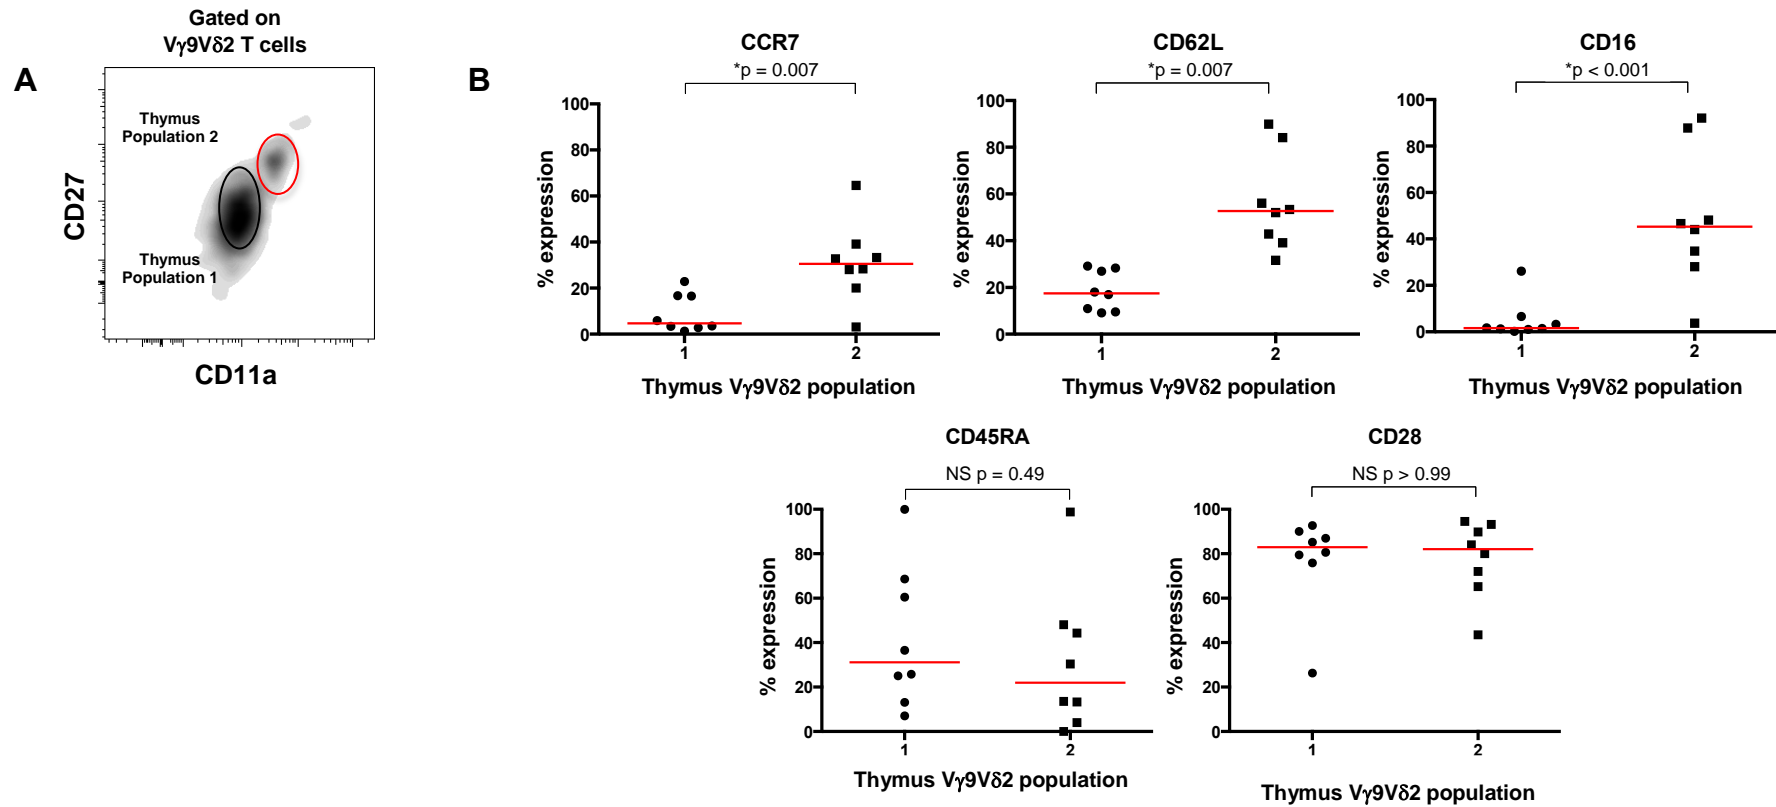 A
Gated on
Vγ9Vδ2 T cells
Thymus
Population 2
Thymus
Population 1
CD27
CD11a
B
CCR7
*p = 0.007
% expression
100
80
60
40
20
0
1
2
Thymus Vγ9Vδ2 population
CD62L
*p = 0.007
% expression
100
80
60
40
20
0
1
2
Thymus Vγ9Vδ2 population
CD16
*p < 0.001
% expression
100
80
60
40
20
0
1
2
Thymus Vγ9Vδ2 population
CD45RA
NS p = 0.49
% expression
100
80
60
40
20
0
1
2
Thymus Vγ9Vδ2 population
CD28
NS p > 0.99
% expression
100
80
60
40
20
0
1
2
Thymus Vγ9Vδ2 population